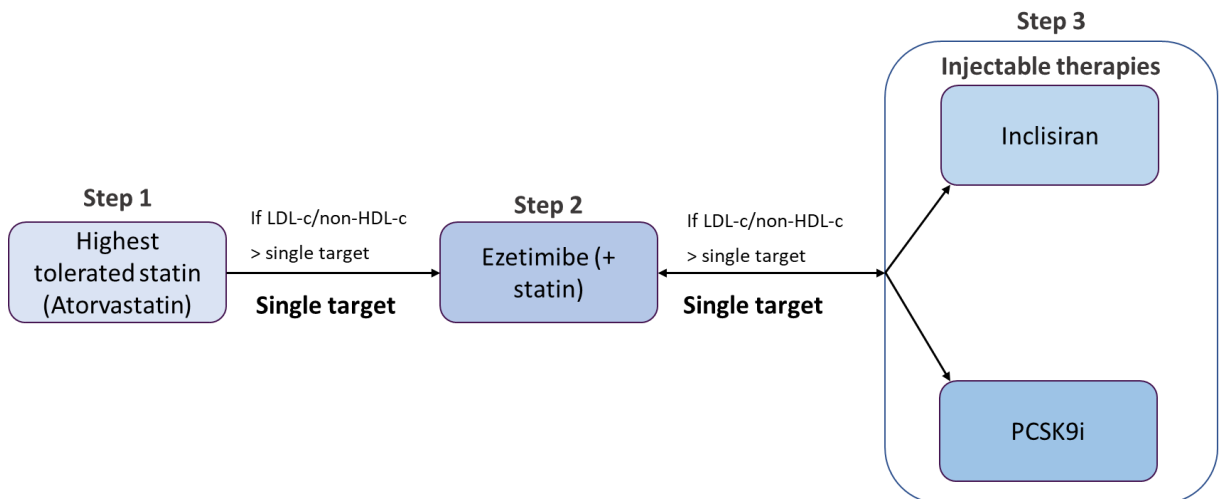 Step 1
Highest
tolerated statin
(Atorvastatin)
If LDL-c/non-HDL-c
> single target
Single target
Step 2
Ezetimibe (+
statin)
If LDL-c/non-HDL-c
> single target
Single target
Step 3
Injectable therapies
Inclisiran
PCSK9i